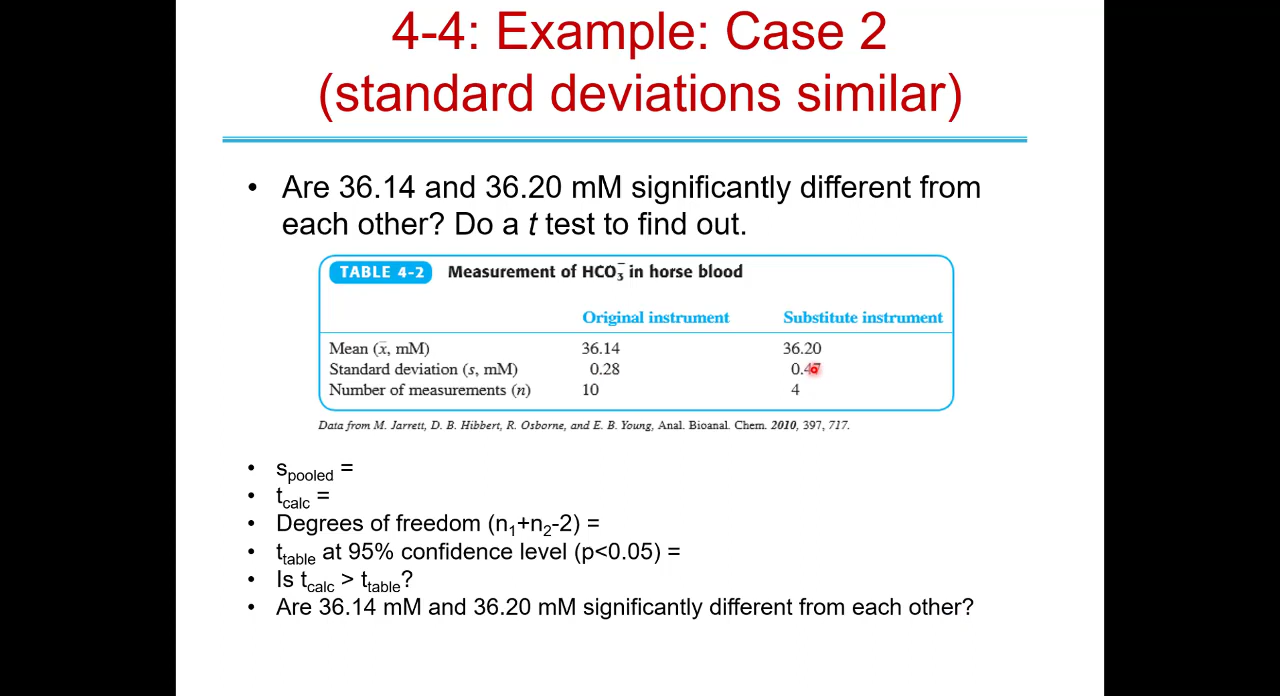 4-4: Example: Case 2
(standard deviations similar)
• Are 36.14 and 36.20 mM significantly different from
each other? Do a t test to find out.
TABLE 4-2 Measurement of HCO₃⁻ in horse blood
Original instrument Substitute instrument
Mean (x̄, mM) 36.14 36.20
Standard deviation (s, mM) 0.28 0.47
Number of measurements (n) 10 4
Data from M. Jarrett, D. B. Hibbert, R. Osborne, and E. B. Young, Anal. Bioanal. Chem. 2010, 397, 717.
• s_pooled =
• t_calc =
• Degrees of freedom (n₁+n₂-2) =
• t_table at 95% confidence level (p<0.05) =
• Is t_calc > t_table?
• Are 36.14 mM and 36.20 mM significantly different from each other?